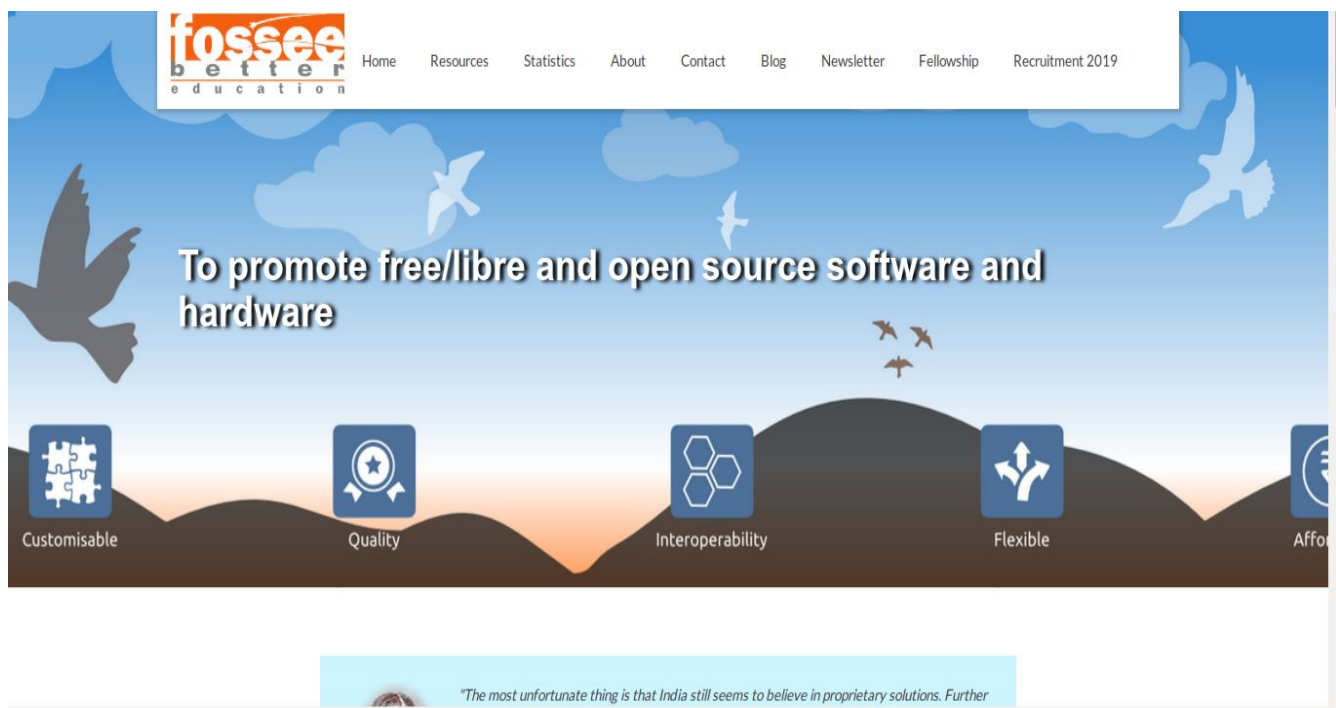 fossee
better
education
Home Resources Statistics About Contact Blog Newsletter Fellowship Recruitment 2019
To promote free/libre and open source software and
hardware
Customisable Quality Interoperability Flexible Affor
"The most unfortunate thing is that India still seems to believe in proprietary solutions. Further